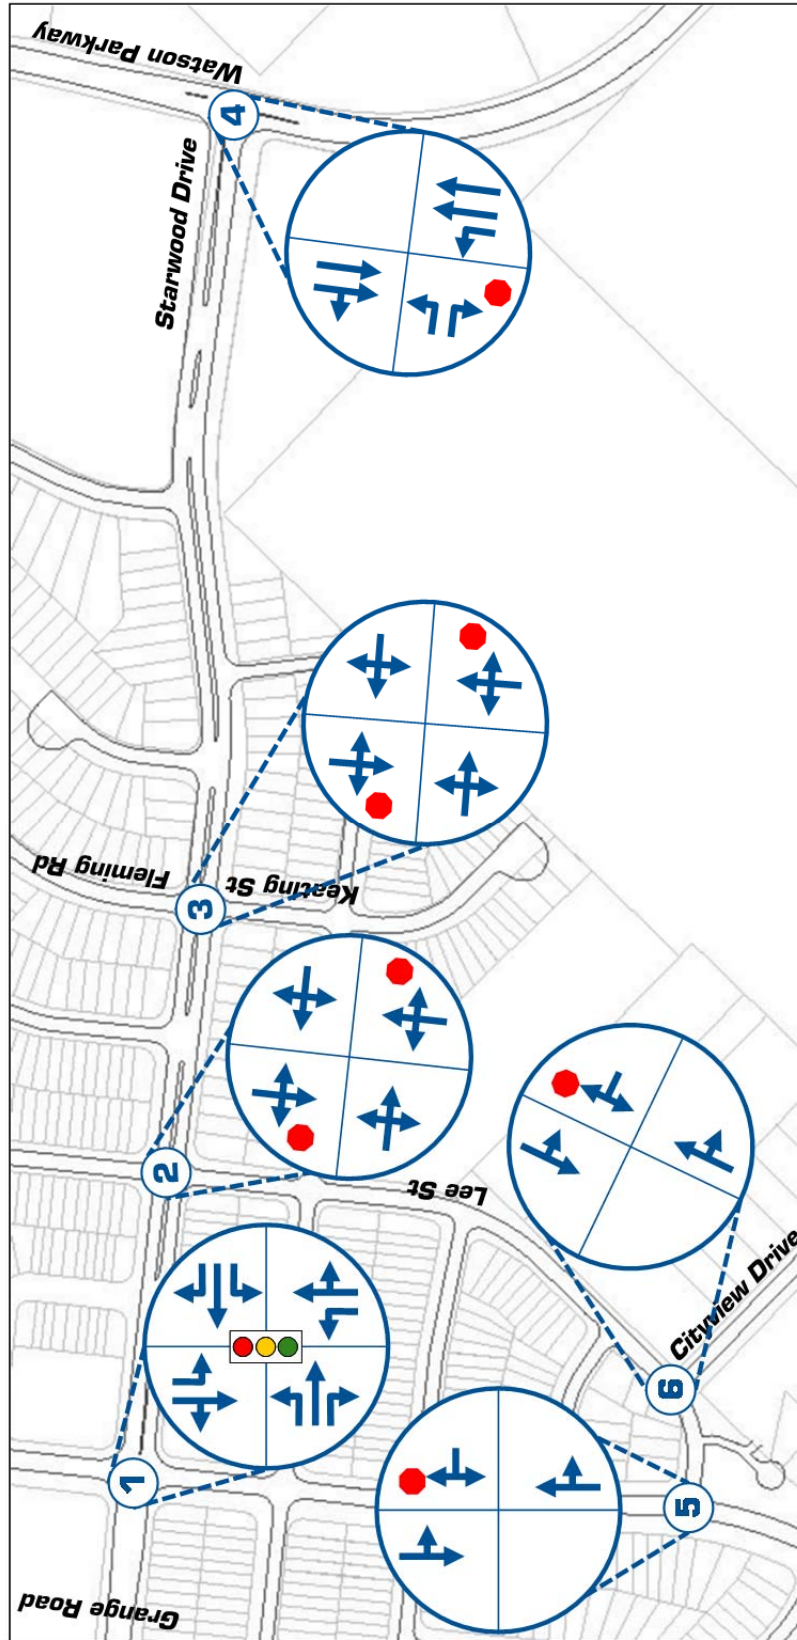 Watson Parkway
4
Starwood Drive
Fleming Rd
Keating St
3
2
Lee St
Cityview Drive
6
1
5
Grange Road